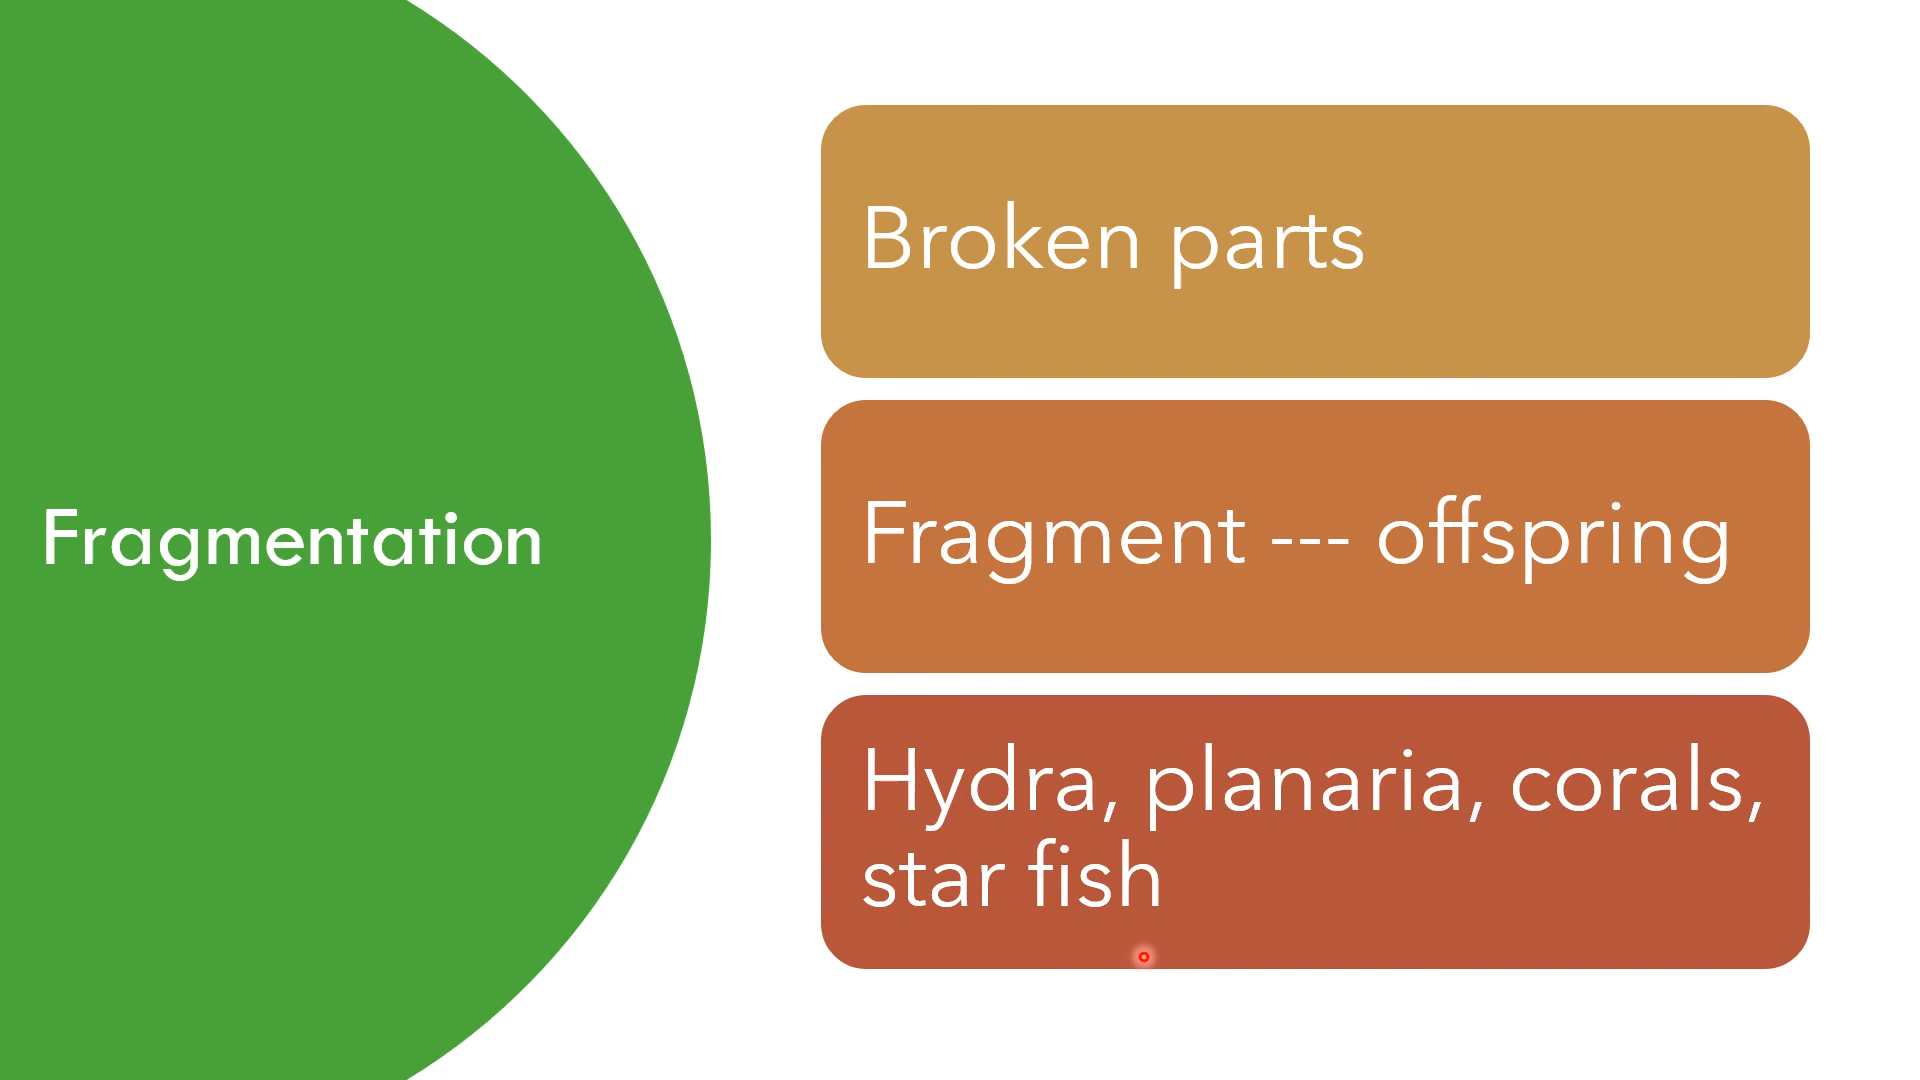 Fragmentation
Broken parts
Fragment --- offspring
Hydra, planaria, corals,
star fish